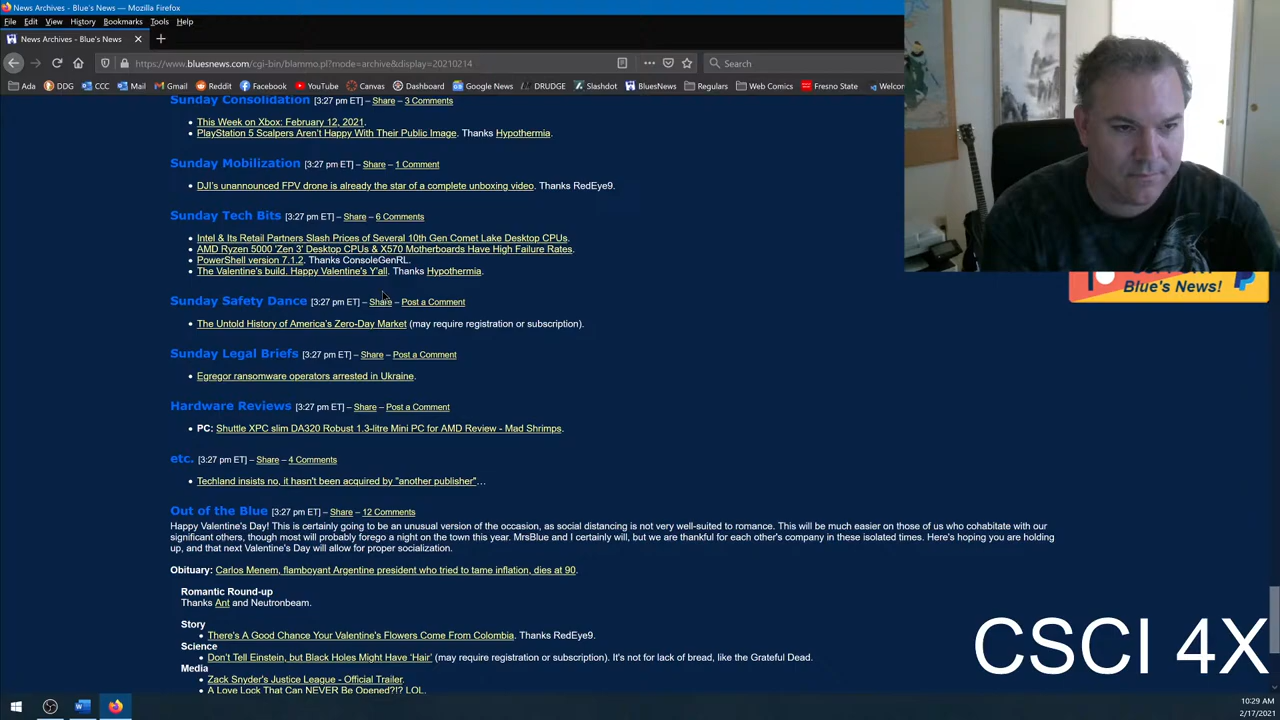 News Archives - Blue's News — Mozilla Firefox
File Edit View History Bookmarks Tools Help
News Archives - Blue's News
https://www.bluesnews.com/cgi-bin/blammo.pl?mode=archive&display=20210214
Search
Ada DDG CCC Mail Gmail Reddit Facebook YouTube Canvas Dashboard Google News DRUDGE Slashdot BluesNews Regulars Web Comics Fresno State Welcom
Sunday Consolidation [3:27 pm ET] – Share – 3 Comments
This Week on Xbox: February 12, 2021.
PlayStation 5 Scalpers Aren't Happy With Their Public Image. Thanks Hypothermia.
Sunday Mobilization [3:27 pm ET] – Share – 1 Comment
DJI's unannounced FPV drone is already the star of a complete unboxing video. Thanks RedEye9.
Sunday Tech Bits [3:27 pm ET] – Share – 6 Comments
Intel & Its Retail Partners Slash Prices of Several 10th Gen Comet Lake Desktop CPUs.
AMD Ryzen 5000 'Zen 3' Desktop CPUs & X570 Motherboards Have High Failure Rates.
PowerShell version 7.1.2. Thanks ConsoleGenRL.
The Valentine's build. Happy Valentine's Y'all. Thanks Hypothermia.
Blue's News!
Sunday Safety Dance [3:27 pm ET] – Share – Post a Comment
The Untold History of America's Zero-Day Market (may require registration or subscription).
Sunday Legal Briefs [3:27 pm ET] – Share – Post a Comment
Egregor ransomware operators arrested in Ukraine.
Hardware Reviews [3:27 pm ET] – Share – Post a Comment
PC: Shuttle XPC slim DA320 Robust 1.3-litre Mini PC for AMD Review - Mad Shrimps.
etc. [3:27 pm ET] – Share – 4 Comments
Techland insists no, it hasn't been acquired by "another publisher"...
Out of the Blue [3:27 pm ET] – Share – 12 Comments
Happy Valentine's Day! This is certainly going to be an unusual version of the occasion, as social distancing is not very well-suited to romance. This will be much easier on those of us who cohabitate with our
significant others, though most will probably forego a night on the town this year. MrsBlue and I certainly will, but we are thankful for each other's company in these isolated times. Here's hoping you are holding
up, and that next Valentine's Day will allow for proper socialization.
Obituary: Carlos Menem, flamboyant Argentine president who tried to tame inflation, dies at 90.
Romantic Round-up
Thanks Ant and Neutronbeam.
Story
There's A Good Chance Your Valentine's Flowers Come From Colombia. Thanks RedEye9.
Science
Don't Tell Einstein, but Black Holes Might Have 'Hair' (may require registration or subscription). It's not for lack of bread, like the Grateful Dead.
Media
Zack Snyder's Justice League - Official Trailer.
A Love Lock That Can NEVER Be Opened?!? LOL.
CSCI 4X
10:29 AM
2/17/2021